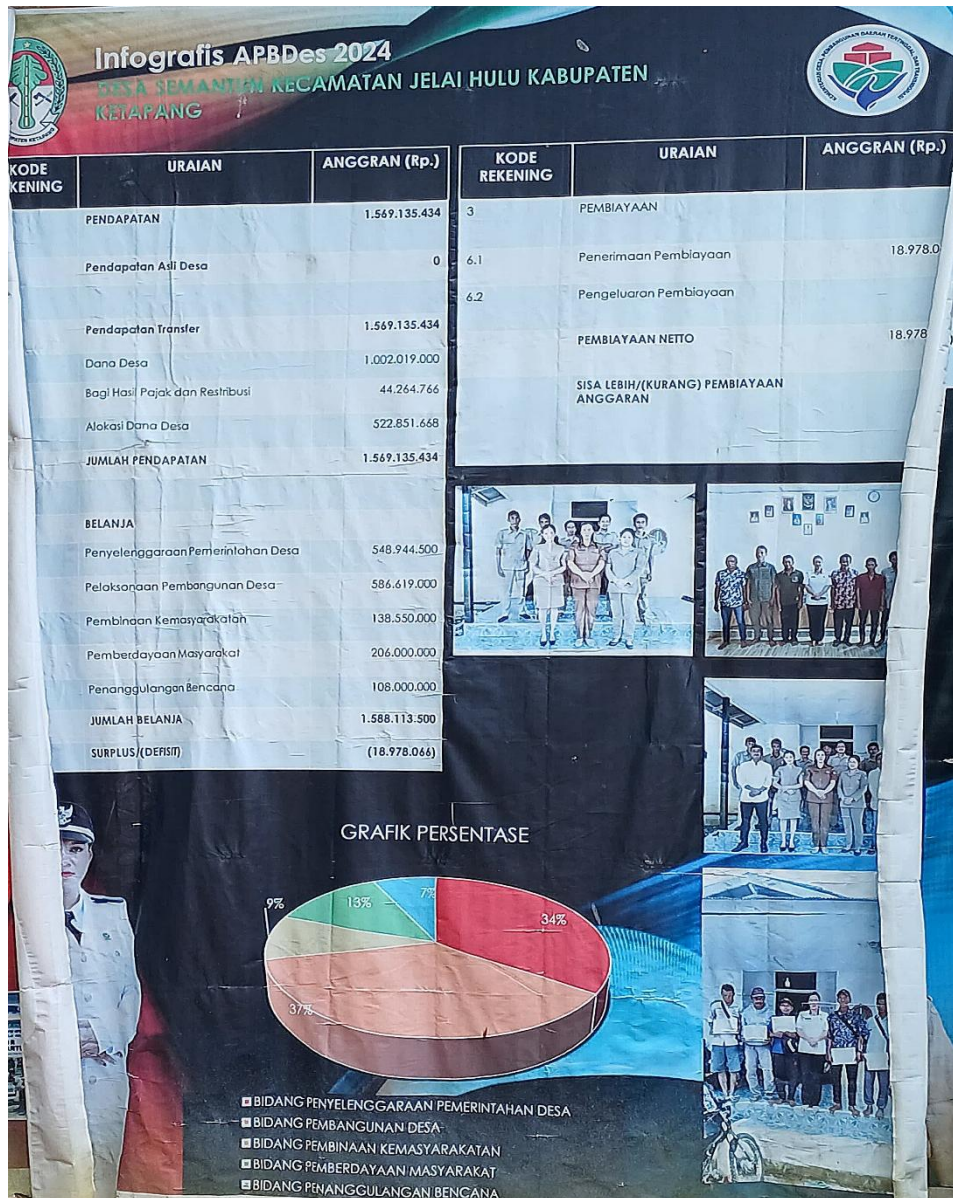 Infografis APBDes 2024
DESA SEMANTUN KECAMATAN JELAI HULU KABUPATEN
KETAPANG
KODE KENING URAIAN ANGGRAN (Rp.)
PENDAPATAN 1.569.135.434
Pendapatan Asli Desa 0
Pendapatan Transfer 1.569.135.434
Dana Desa 1.002.019.000
Bagi Hasil Pajak dan Restribusi 44.264.766
Alokasi Dana Desa 522.851.668
JUMLAH PENDAPATAN 1.569.135.434
BELANJA
Penyelenggaraan Pemerintahan Desa 548.944.500
Pelaksanaan Pembangunan Desa 586.619.000
Pembinaan Kemasyarakatan 138.550.000
Pemberdayaan Masyarakat 206.000.000
Penanggulangan Bencana 108.000.000
JUMLAH BELANJA 1.588.113.500
SURPLUS/(DEFISIT) (18.978.066)
KODE REKENING URAIAN ANGGRAN (Rp.)
3 PEMBIAYAAN
6.1 Penerimaan Pembiayaan 18.978.0
6.2 Pengeluaran Pembiayaan
PEMBIAYAAN NETTO 18.978
SISA LEBIH/(KURANG) PEMBIAYAAN
ANGGARAN
GRAFIK PERSENTASE
9%
13%
7%
34%
37%
BIDANG PENYELENGGARAAN PEMERINTAHAN DESA
BIDANG PEMBANGUNAN DESA
BIDANG PEMBINAAN KEMASYARAKATAN
BIDANG PEMBERDAYAAN MASYARAKAT
BIDANG PENANGGULANGAN BENCANA